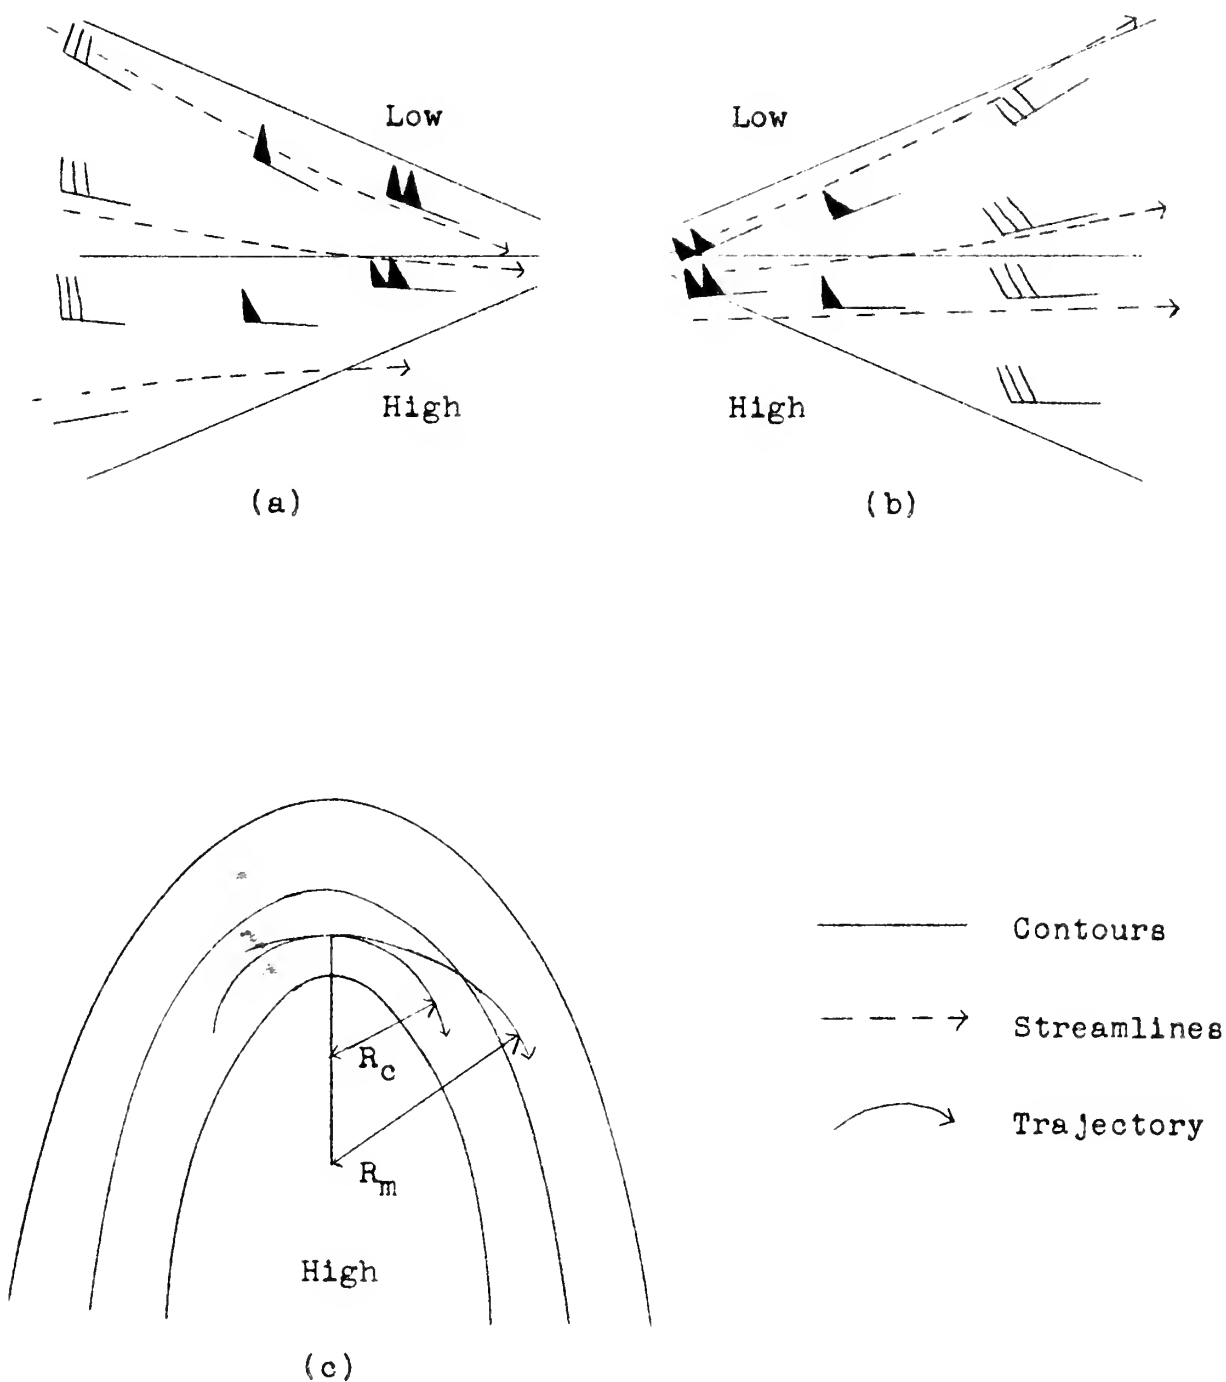 Low
High
(a)
Low
High
(b)
R_c
R_m
High
(c)
Contours
Streamlines
Trajectory